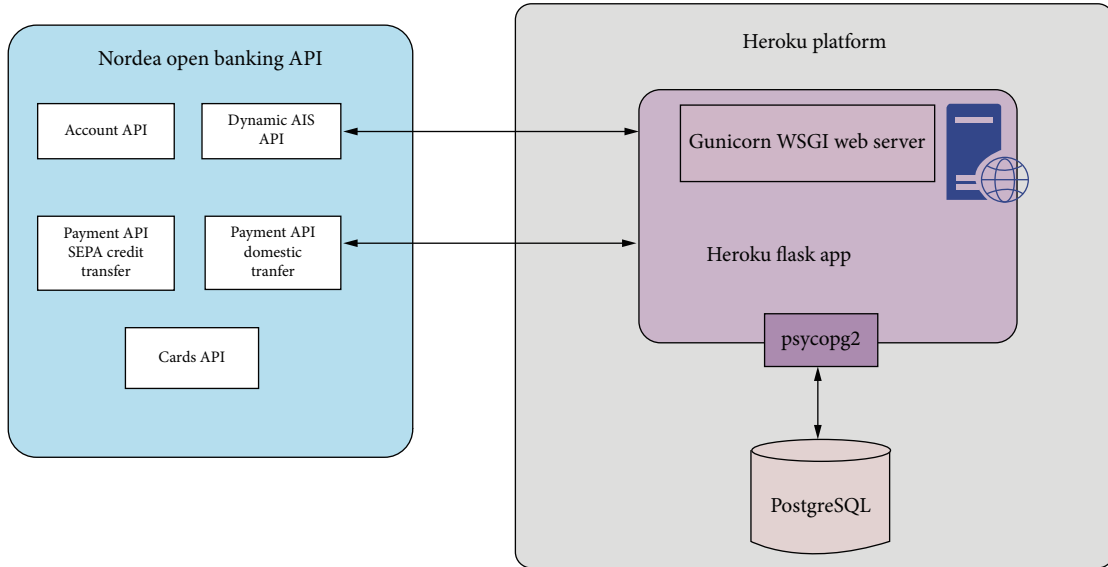 Nordea open banking API
Account API
Dynamic AIS
API
Payment API
SEPA credit
transfer
Payment API
domestic
tranfer
Cards API
Heroku platform
Gunicorn WSGI web server
Heroku flask app
psycopg2
PostgreSQL